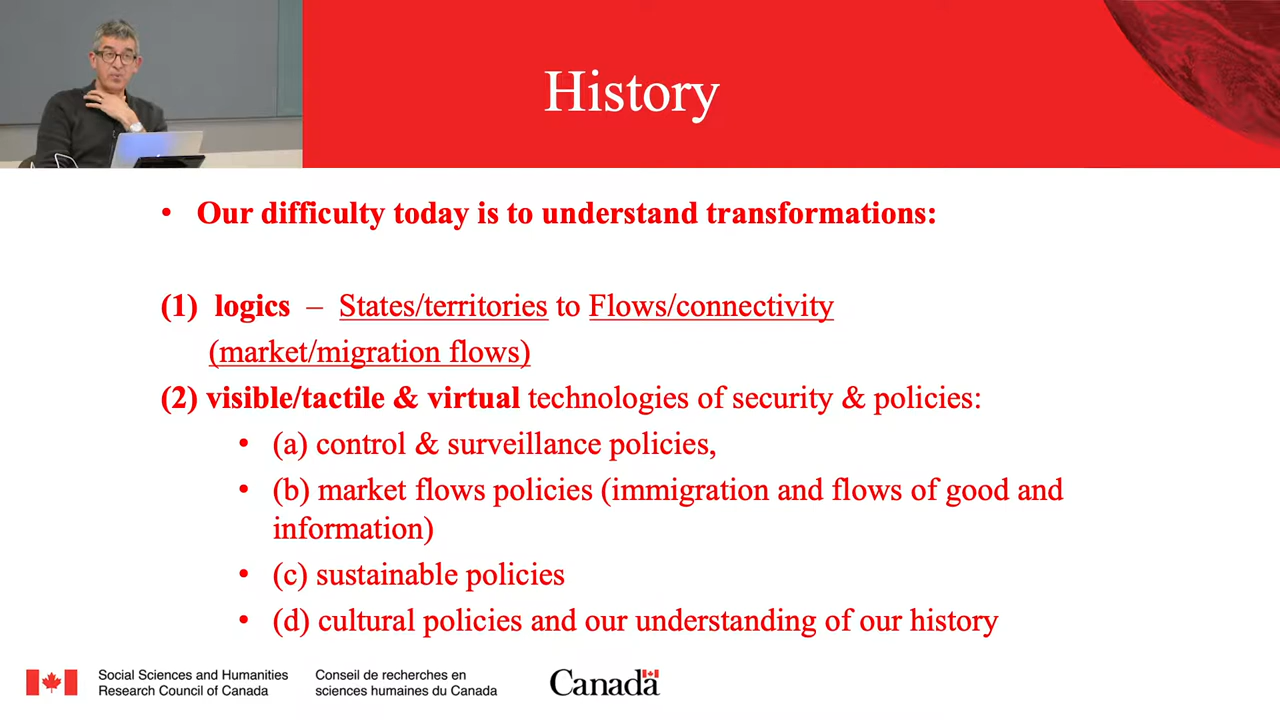 History
• Our difficulty today is to understand transformations:
(1) logics – States/territories to Flows/connectivity
(market/migration flows)
(2) visible/tactile & virtual technologies of security & policies:
• (a) control & surveillance policies,
• (b) market flows policies (immigration and flows of good and
information)
• (c) sustainable policies
• (d) cultural policies and our understanding of our history
Social Sciences and Humanities
Research Council of Canada
Conseil de recherches en
sciences humaines du Canada
Canada